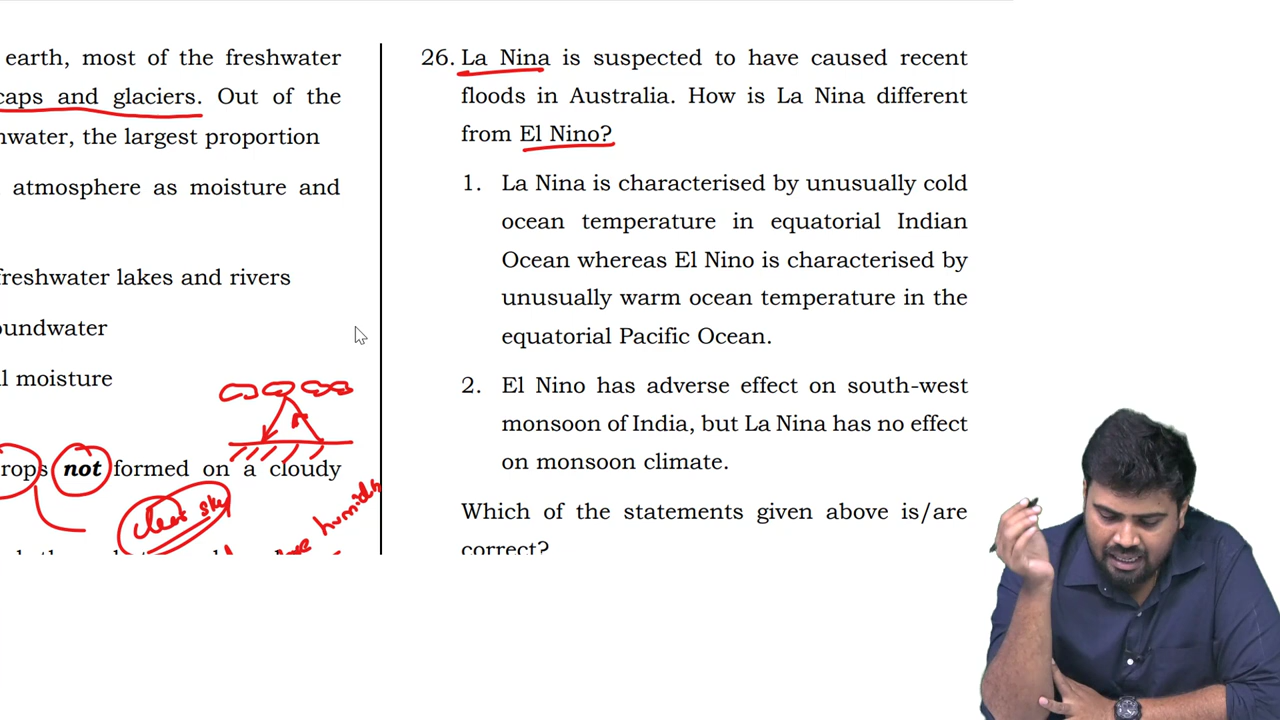 earth, most of the freshwater
caps and glaciers. Out of the
water, the largest proportion
atmosphere as moisture and
freshwater lakes and rivers
oundwater
l moisture
rops not formed on a cloudy
clear sky
humidi
26. La Nina is suspected to have caused recent
floods in Australia. How is La Nina different
from El Nino?
1. La Nina is characterised by unusually cold
ocean temperature in equatorial Indian
Ocean whereas El Nino is characterised by
unusually warm ocean temperature in the
equatorial Pacific Ocean.
2. El Nino has adverse effect on south-west
monsoon of India, but La Nina has no effect
on monsoon climate.
Which of the statements given above is/are
correct?